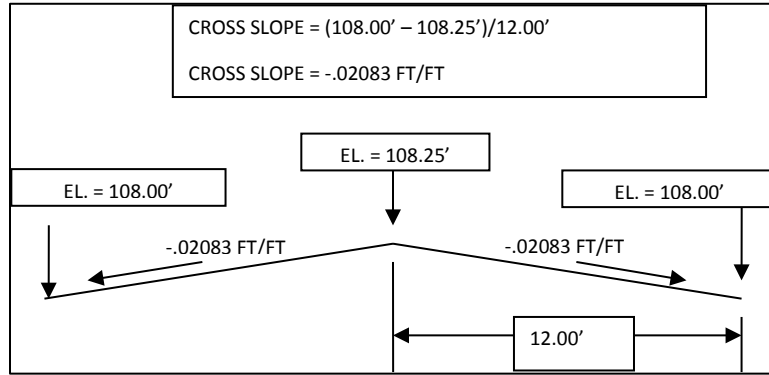 CROSS SLOPE = (108.00’ – 108.25’)/12.00’
CROSS SLOPE = -.02083 FT/FT
EL. = 108.25’
EL. = 108.00’
EL. = 108.00’
-.02083 FT/FT
-.02083 FT/FT
12.00’